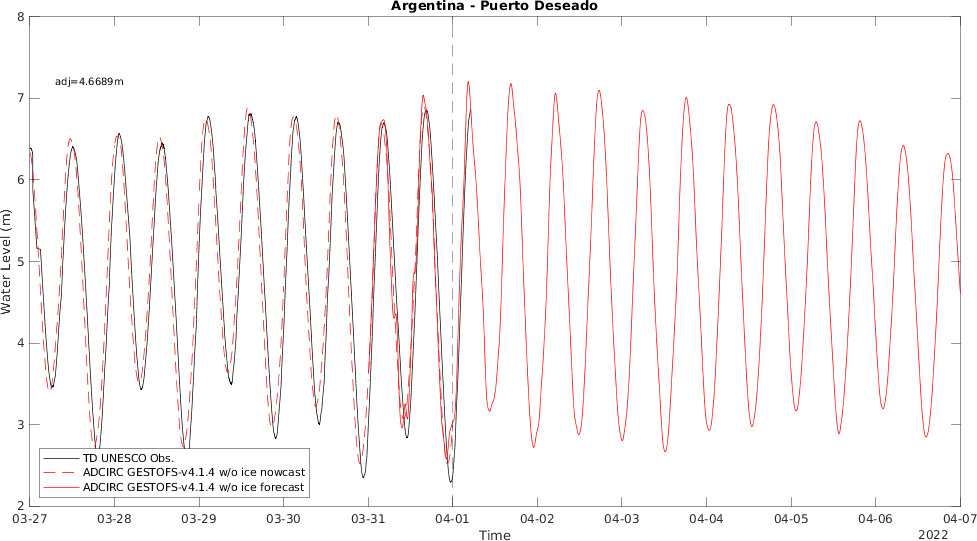 Argentina - Puerto Deseado
8
adj=4.6689m
7
6
5
4
3
2
Water Level (m)
TD UNESCO Obs.
ADCIRC GESTOFS-v4.1.4 w/o ice nowcast
ADCIRC GESTOFS-v4.1.4 w/o ice forecast
03-27 03-28 03-29 03-30 03-31 04-01 04-02 04-03 04-04 04-05 04-06 04-07
Time
2022